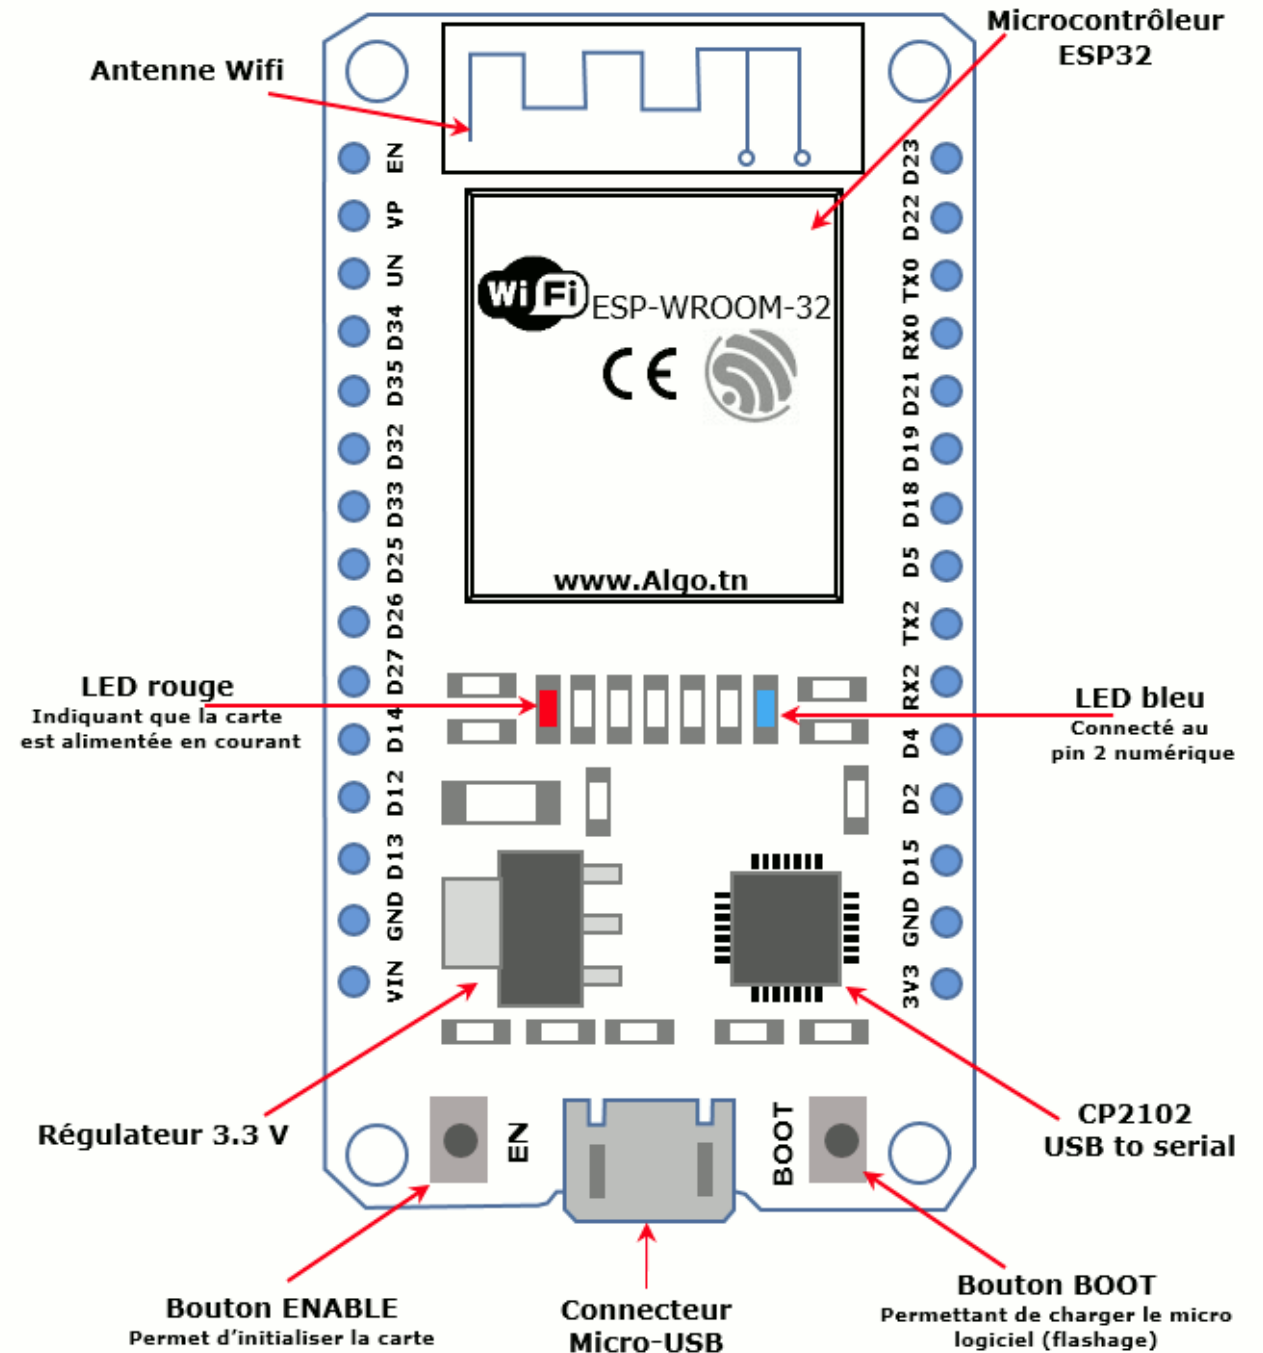 Microcontrôleur
ESP32
Antenne Wifi
EN
VP
UN
D34
D35
D32
D33
D25
D26
D27
D14
D12
D13
GND
VIN
D23
D22
TX0
RX0
D21
D19
D18
D5
TX2
RX2
D4
D2
D15
GND
3V3
WiFi
ESP-WROOM-32
CE
www.Algo.tn
LED rouge
Indiquant que la carte
est alimentée en courant
LED bleu
Connecté au
pin 2 numérique
Régulateur 3.3 V
CP2102
USB to serial
EN
BOOT
Bouton ENABLE
Permet d'initialiser la carte
Connecteur
Micro-USB
Bouton BOOT
Permettant de charger le micro
logiciel (flashage)